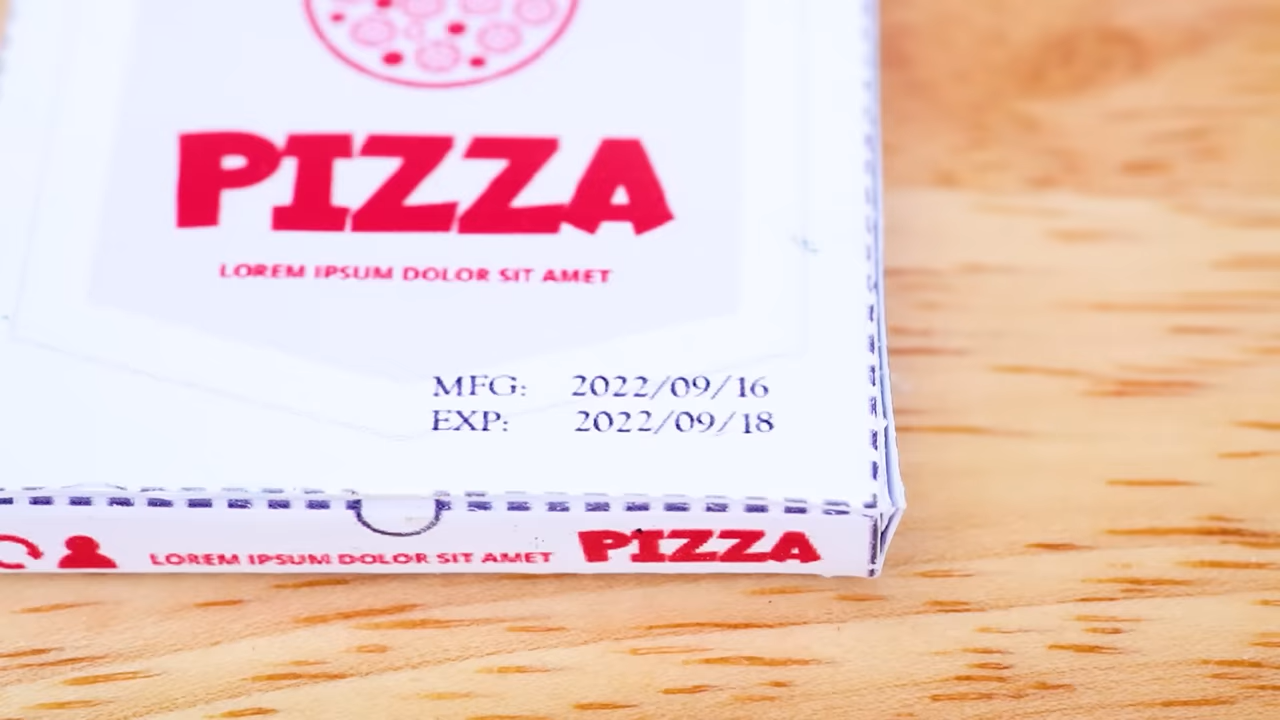 PIZZA
LOREM IPSUM DOLOR SIT AMET
MFG: 2022/09/16
EXP: 2022/09/18
LOREM IPSUM DOLOR SIT AMET PIZZA